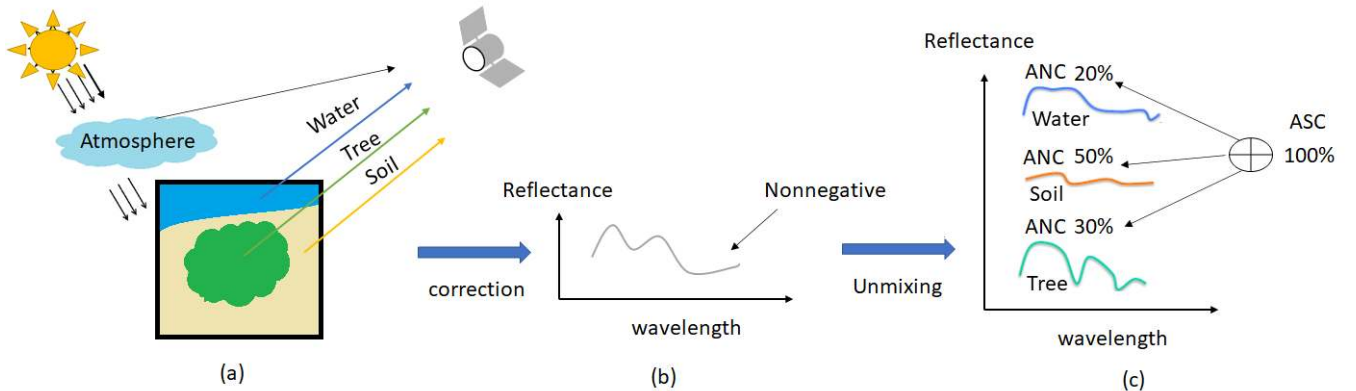 Atmosphere
Water
Tree
Soil
(a)
correction
Reflectance
Nonnegative
wavelength
(b)
Unmixing
Reflectance
ANC 20%
Water
ANC 50%
Soil
ANC 30%
Tree
ASC
100%
wavelength
(c)